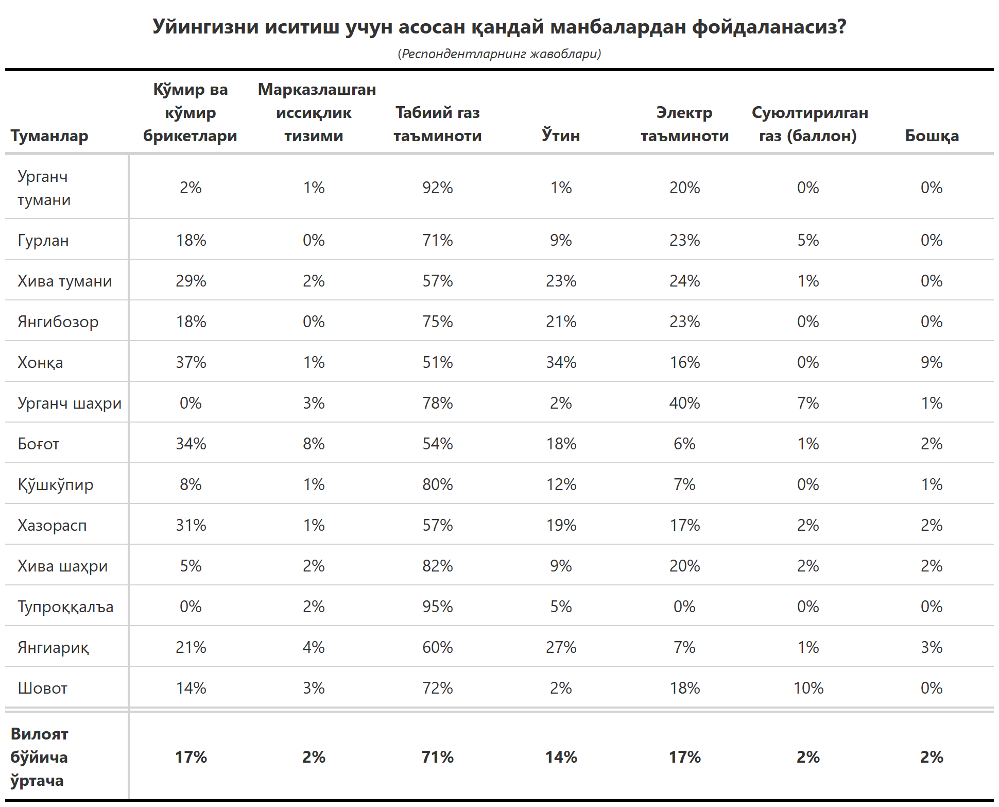 Уйингизни иситиш учун асосан қандай манбалардан фойдаланасиз?
(Респондентларнинг жавоблари)
Туманлар Кўмир ва кўмир брикетлари Марказлашган иссиқлик тизими Табиий газ таъминоти Ўтин Электр таъминоти Суюлтирилган газ (баллон) Бошқа
Урганч тумани 2% 1% 92% 1% 20% 0% 0%
Гурлан 18% 0% 71% 9% 23% 5% 0%
Хива тумани 29% 2% 57% 23% 24% 1% 0%
Янгибозор 18% 0% 75% 21% 23% 0% 0%
Хонқа 37% 1% 51% 34% 16% 0% 9%
Урганч шаҳри 0% 3% 78% 2% 40% 7% 1%
Боғот 34% 8% 54% 18% 6% 1% 2%
Қўшкўпир 8% 1% 80% 12% 7% 0% 1%
Хазорасп 31% 1% 57% 19% 17% 2% 2%
Хива шаҳри 5% 2% 82% 9% 20% 2% 2%
Тупроққалъа 0% 2% 95% 5% 0% 0% 0%
Янгиариқ 21% 4% 60% 27% 7% 1% 3%
Шовот 14% 3% 72% 2% 18% 10% 0%
Вилоят бўйича ўртача 17% 2% 71% 14% 17% 2% 2%